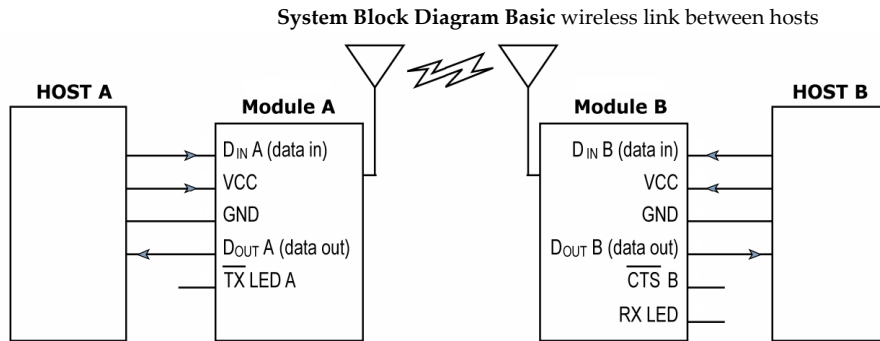 System Block Diagram Basic wireless link between hosts
HOST A
Module A
Module B
HOST B
DIN A (data in)
VCC
GND
DOUT A (data out)
TX LED A
DIN B (data in)
VCC
GND
DOUT B (data out)
CTS B
RX LED